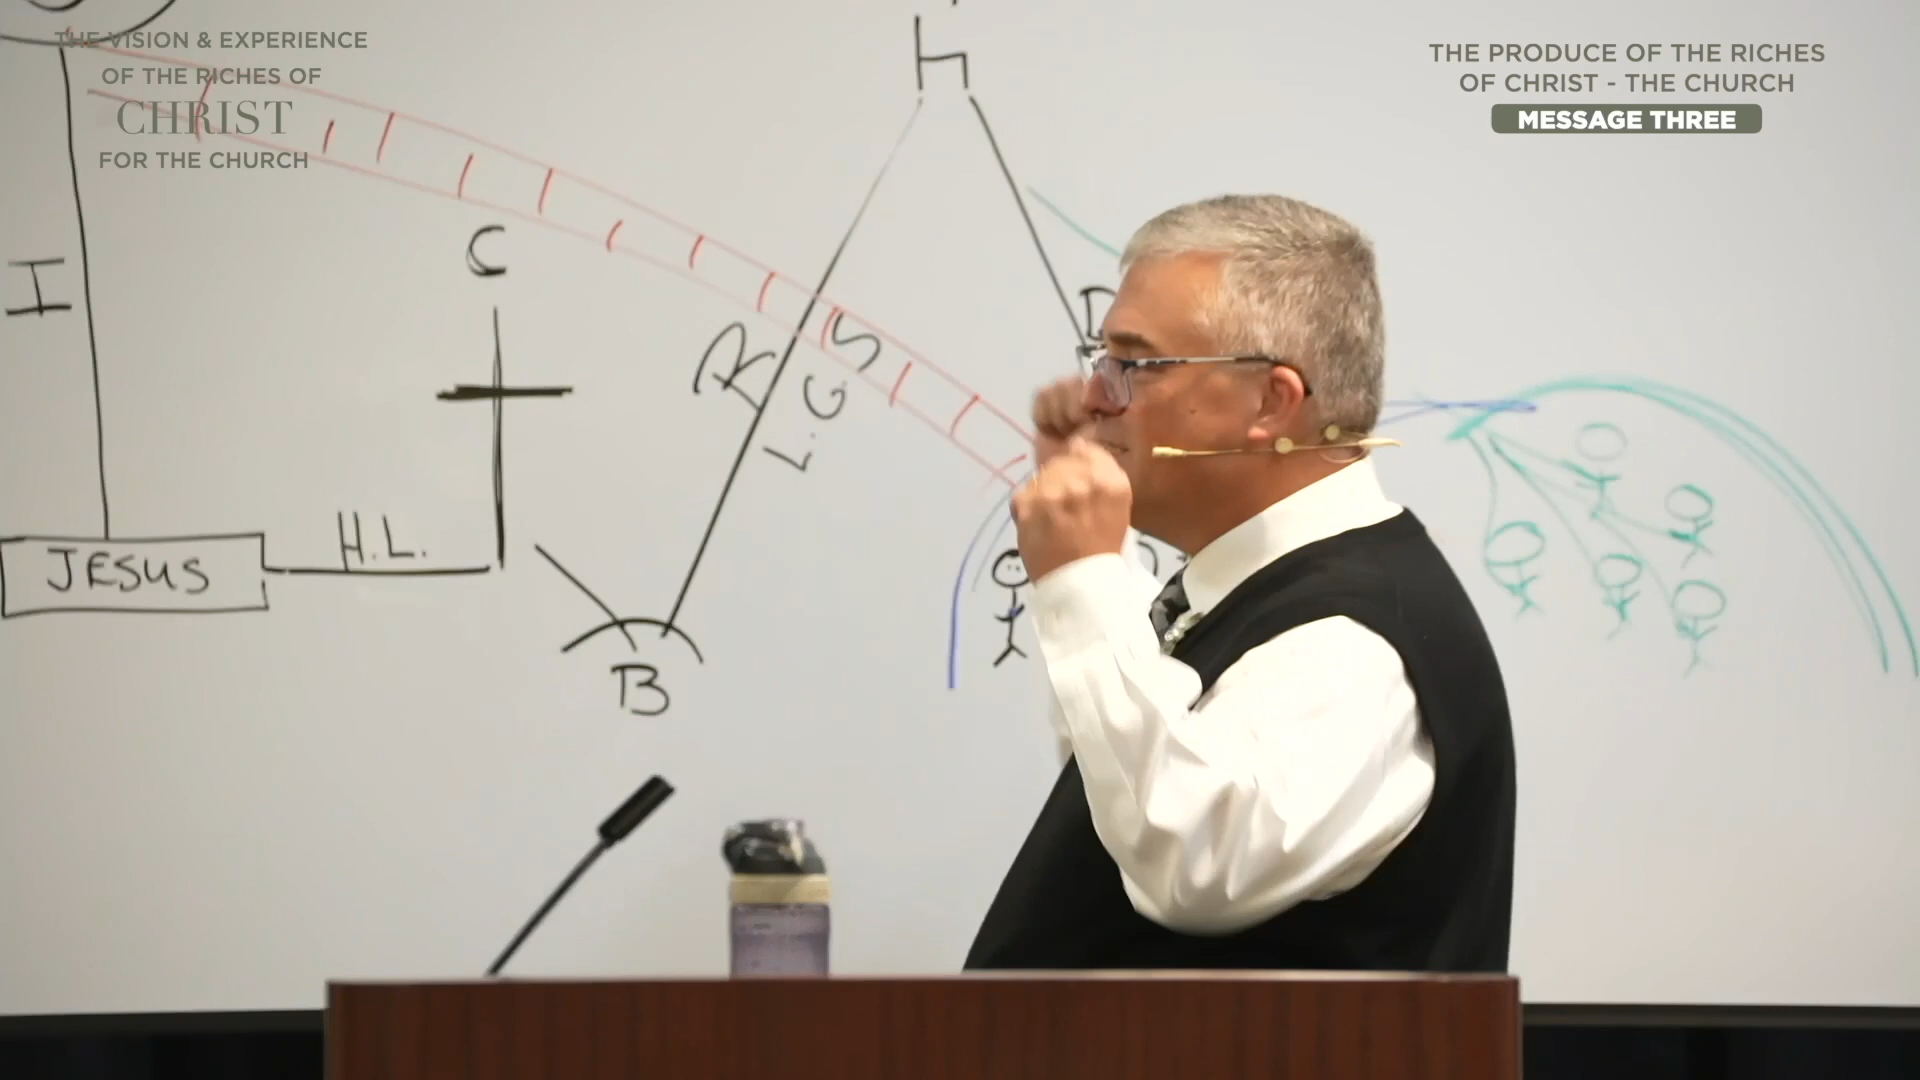 THE VISION & EXPERIENCE
OF THE RICHES OF
CHRIST
FOR THE CHURCH
THE PRODUCE OF THE RICHES
OF CHRIST - THE CHURCH
MESSAGE THREE
H
I
C
R
L.G.S
D
JESUS
H.L.
B